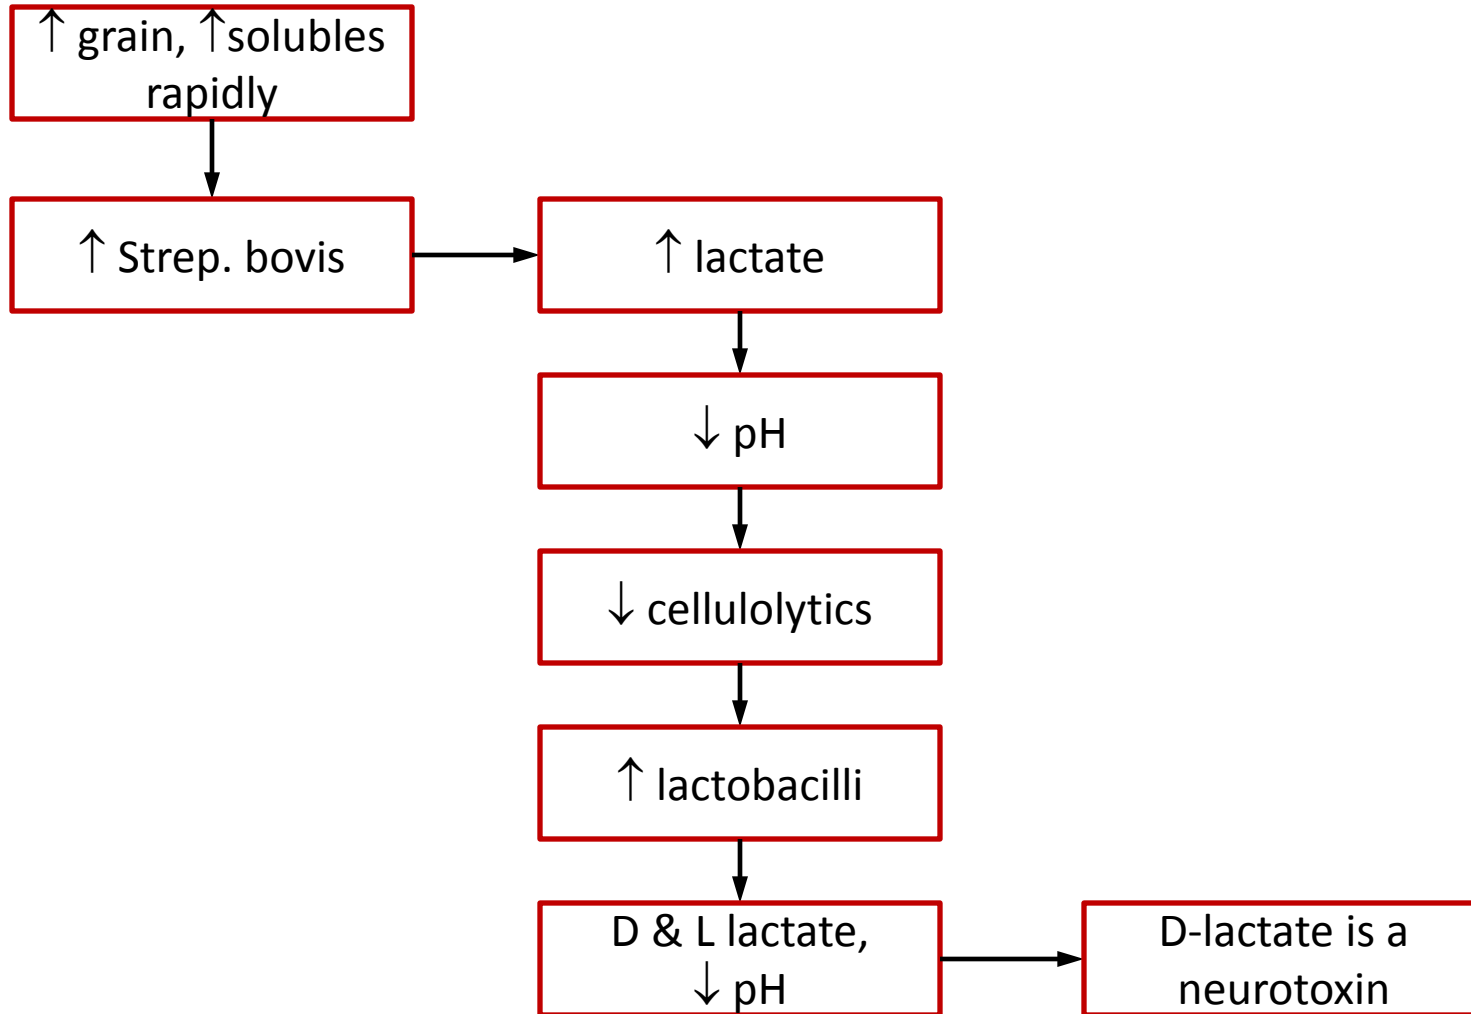 ↑ grain, ↑solubles
rapidly
↑ Strep. bovis
↑ lactate
↓ pH
↓ cellulolytics
↑ lactobacilli
D & L lactate,
↓ pH
D-lactate is a
neurotoxin